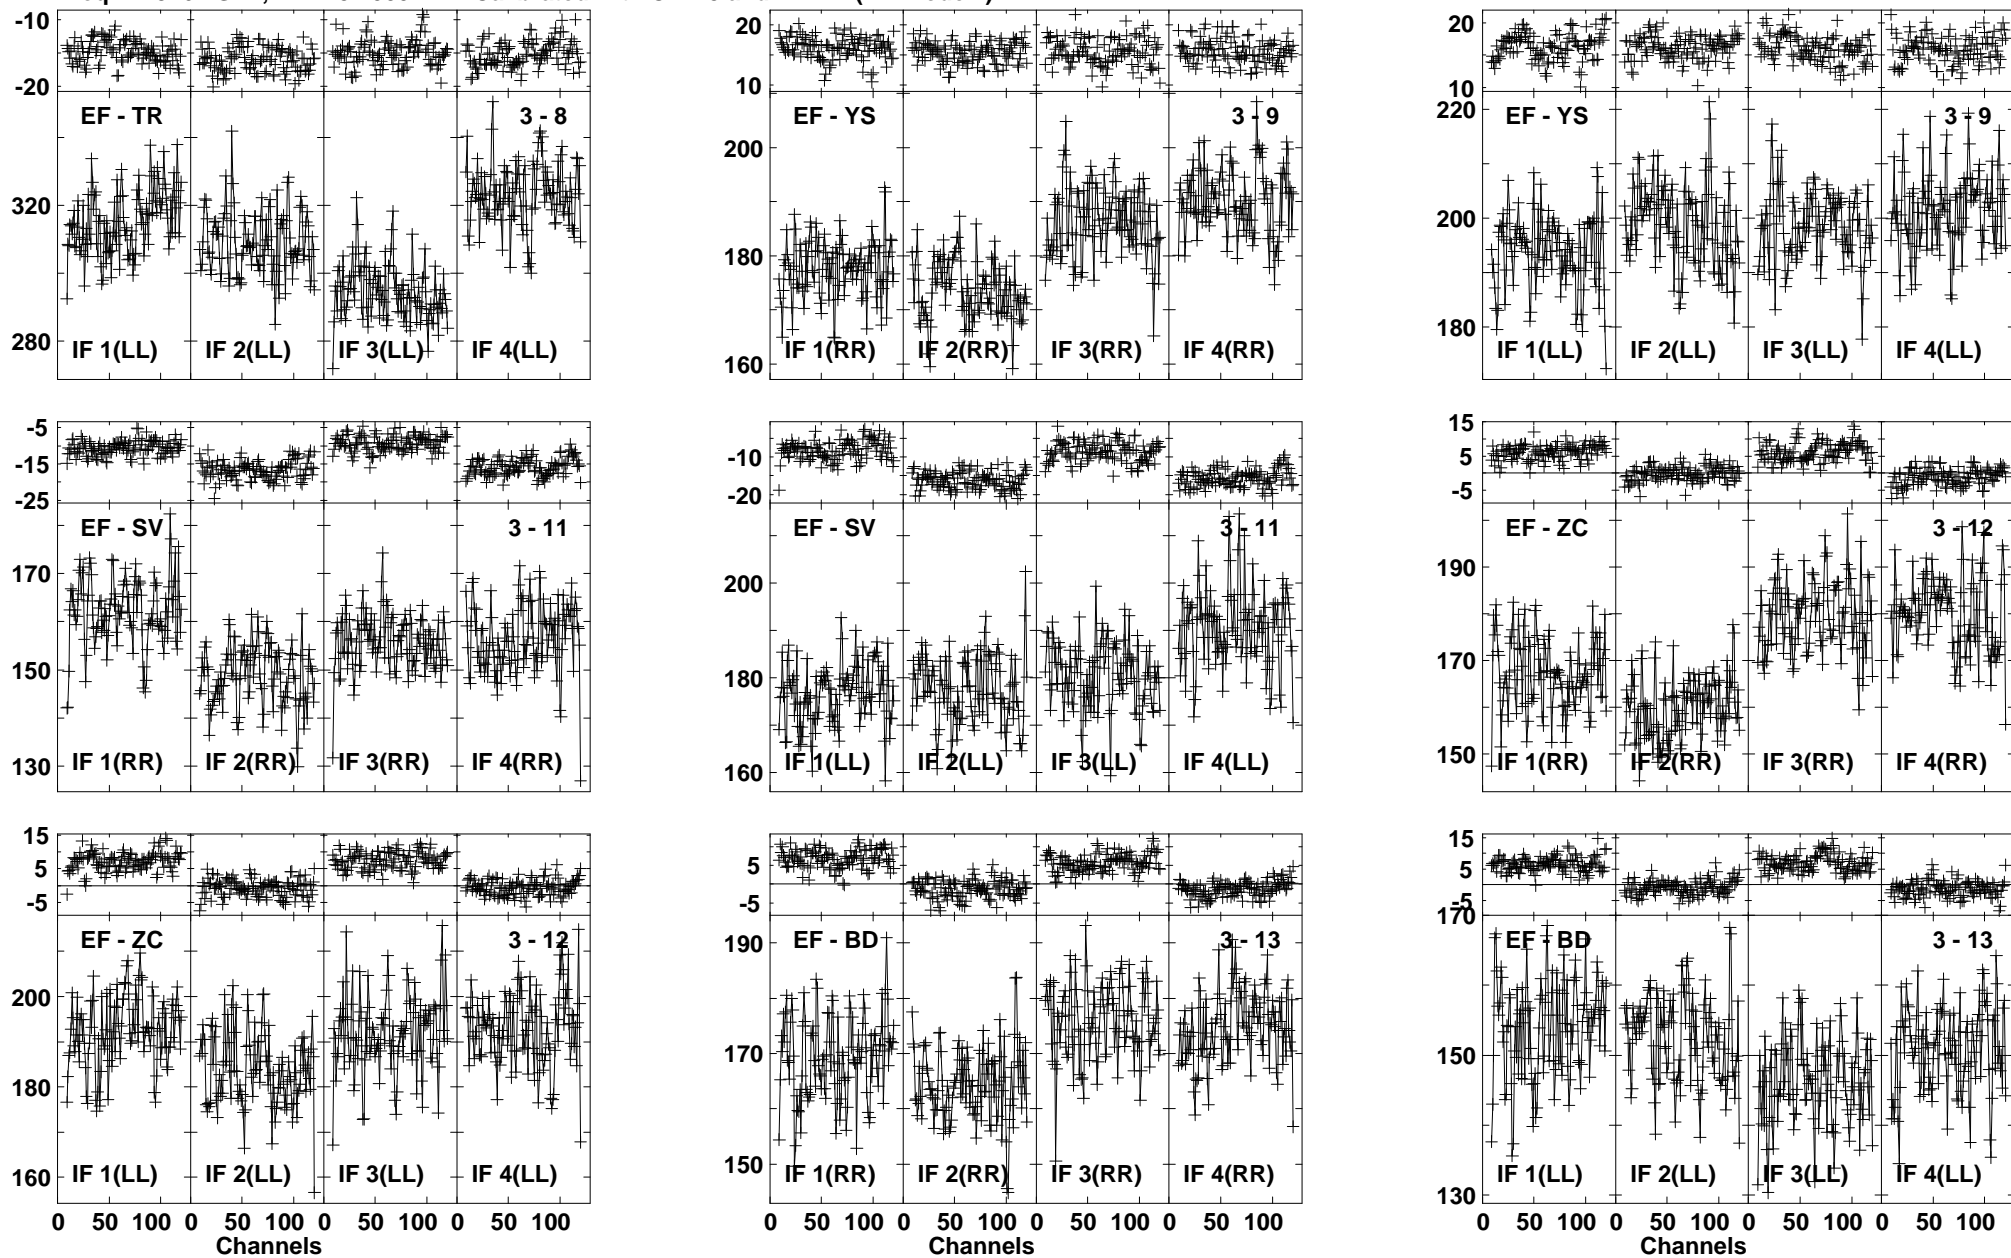 -10 20 20
-20 10 10
EF - TR 3 - 8
320
280
IF 1(LL) IF 2(LL) IF 3(LL) IF 4(LL)
EF - YS 3 - 9
200
180
160
IF 1(RR) IF 2(RR) IF 3(RR) IF 4(RR)
EF - YS 3 - 9
220
200
180
IF 1(LL) IF 2(LL) IF 3(LL) IF 4(LL)
-5
-15
-25
EF - SV 3 - 11
170
150
130
IF 1(RR) IF 2(RR) IF 3(RR) IF 4(RR)
-10
-20
EF - SV 3 - 11
200
180
160
IF 1(LL) IF 2(LL) IF 3(LL) IF 4(LL)
15
5
-5
EF - ZC 3 - 12
190
170
150
IF 1(RR) IF 2(RR) IF 3(RR) IF 4(RR)
15
5
-5
EF - ZC 3 - 12
200
180
160
IF 1(LL) IF 2(LL) IF 3(LL) IF 4(LL)
0 50 100 0 50 100 0 50 100 0 50 100
Channels
5
-5
EF - BD 3 - 13
190
170
150
IF 1(RR) IF 2(RR) IF 3(RR) IF 4(RR)
0 50 100 0 50 100 0 50 100 0 50 100
Channels
15
5
-5
170
EF - BD 3 - 13
150
130
IF 1(LL) IF 2(LL) IF 3(LL) IF 4(LL)
0 50 100 0 50 100 0 50 100 0 50 100
Channels